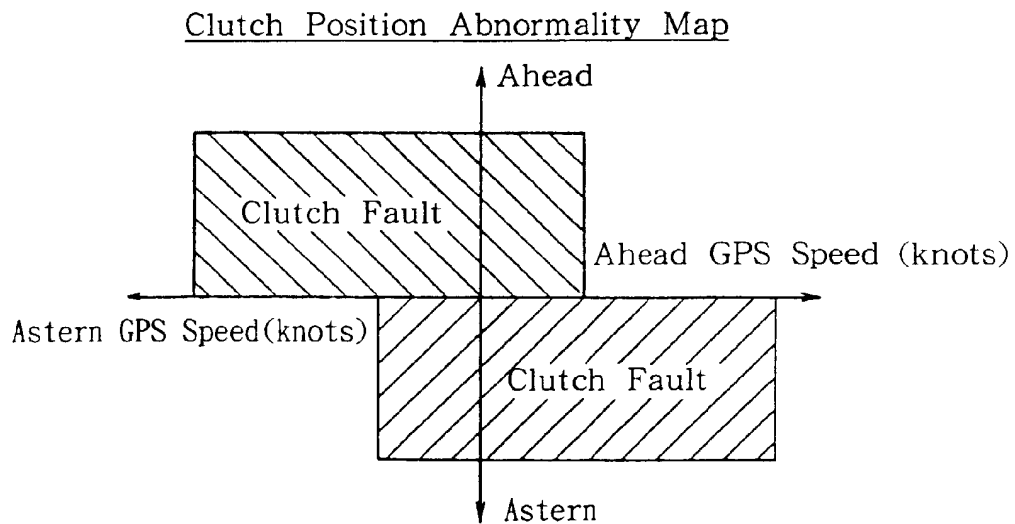 Clutch Position Abnormality Map
Ahead
Clutch Fault
Ahead GPS Speed (knots)
Astern GPS Speed(knots)
Clutch Fault
Astern